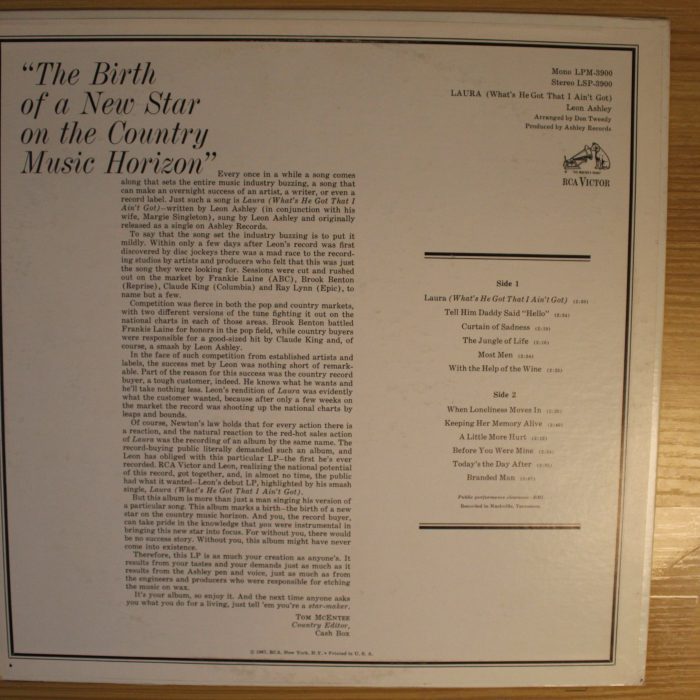 "The Birth
of a New Star
on the Country
Music Horizon"
Every once in a while a song comes
along that sets the entire music industry buzzing, a song that
can make an overnight success of an artist, a writer, or even a
record label. Just such a song is Laura (What's He Got That I
Ain't Got)—written by Leon Ashley (in conjunction with his
wife, Margie Singleton), sung by Leon Ashley and originally
released as a single on Ashley Records.
To say that the song set the industry buzzing is to put it
mildly. Within only a few days after Leon's record was first
discovered by disc jockeys there was a mad race to the record-
ing studios by artists and producers who felt that this was just
the song they were looking for. Sessions were cut and rushed
out on the market by Frankie Laine (ABC), Brook Benton
(Reprise), Claude King (Columbia) and Ray Lynn (Epic), to
name but a few.
Competition was fierce in both the pop and country markets,
with two different versions of the tune fighting it out on the
national charts in each of those areas. Brook Benton battled
Frankie Laine for honors in the pop field, while country buyers
were responsible for a good-sized hit by Claude King and, of
course, a smash by Leon Ashley.
In the face of such competition from established artists and
labels, the success met by Leon was nothing short of remark-
able. Part of the reason for this success was the country record
buyer, a tough customer, indeed. He knows what he wants and
he'll take nothing less. Leon's rendition of Laura was evidently
what the customer wanted, because after only a few weeks on
the market the record was shooting up the national charts by
leaps and bounds.
Of course, Newton's law holds that for every action there is
a reaction, and the natural reaction to the red-hot sales action
of Laura was the recording of an album by the same name. The
record-buying public literally demanded such an album, and
Leon has obliged with this particular LP—the first he's ever
recorded. RCA Victor and Leon, realizing the national potential
of this record, got together, and, in almost no time, the public
had what it wanted—Leon's debut LP, highlighted by his smash
single, Laura (What's He Got That I Ain't Got).
But this album is more than just a man singing his version of
a particular song. This album marks a birth—the birth of a new
star on the country music horizon. And you, the record buyer,
can take pride in the knowledge that you were instrumental in
bringing this new star into focus. For without you, there would
be no success story. Without you, this album might have never
come into existence.
Therefore, this LP is as much your creation as anyone's. It
results from your tastes and your demands just as much as it
results from the Ashley pen and voice, just as much as from
the engineers and producers who were responsible for etching
the music on wax.
It's your album, so enjoy it. And the next time anyone asks
you what you do for a living, just tell 'em you're a star-maker.
Tom McEntee
Country Editor,
Cash Box
Mono LPM-3900
Stereo LSP-3900
LAURA (What's He Got That I Ain't Got)
Leon Ashley
Arranged by Don Tweedy
Produced by Ashley Records
RCA VICTOR
Side 1
Laura (What's He Got That I Ain't Got)
Tell Him Daddy Said "Hello"
Curtain of Sadness
The Jungle of Life
Most Men
With the Help of the Wine
Side 2
When Loneliness Moves In
Keeping Her Memory Alive
A Little More Hurt
Before You Were Mine
Today's the Day After
Branded Man
Public performance clearance - BMI
Recorded in Nashville, Tennessee
© 1967, RCA, New York, N.Y. • Printed in U. S. A.